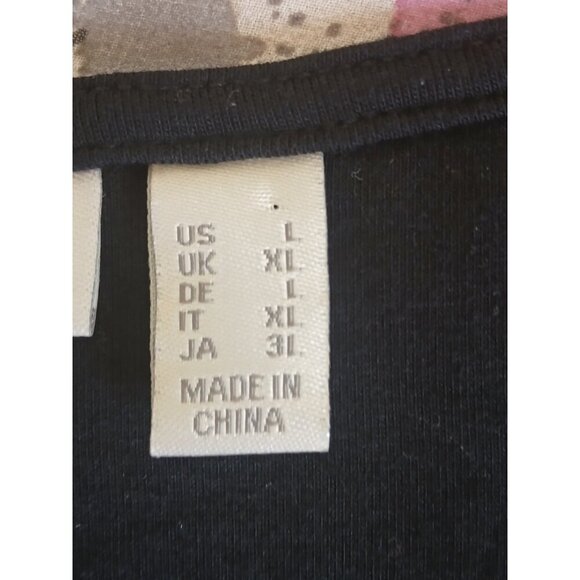 US L
UK XL
DE L
IT XL
JA 3L
MADE IN
CHINA